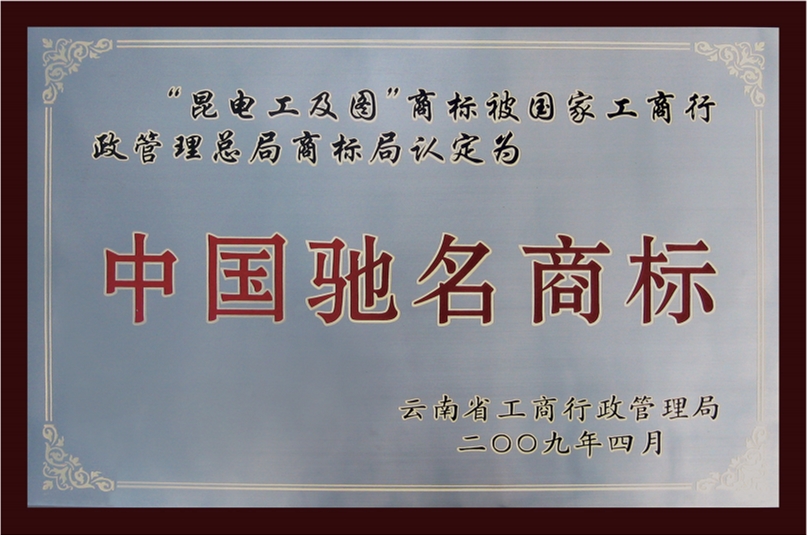 “昆电工及图”商标被国家工商行
政管理总局商标局认定为
中国驰名商标
云南省工商行政管理局
二〇〇九年四月